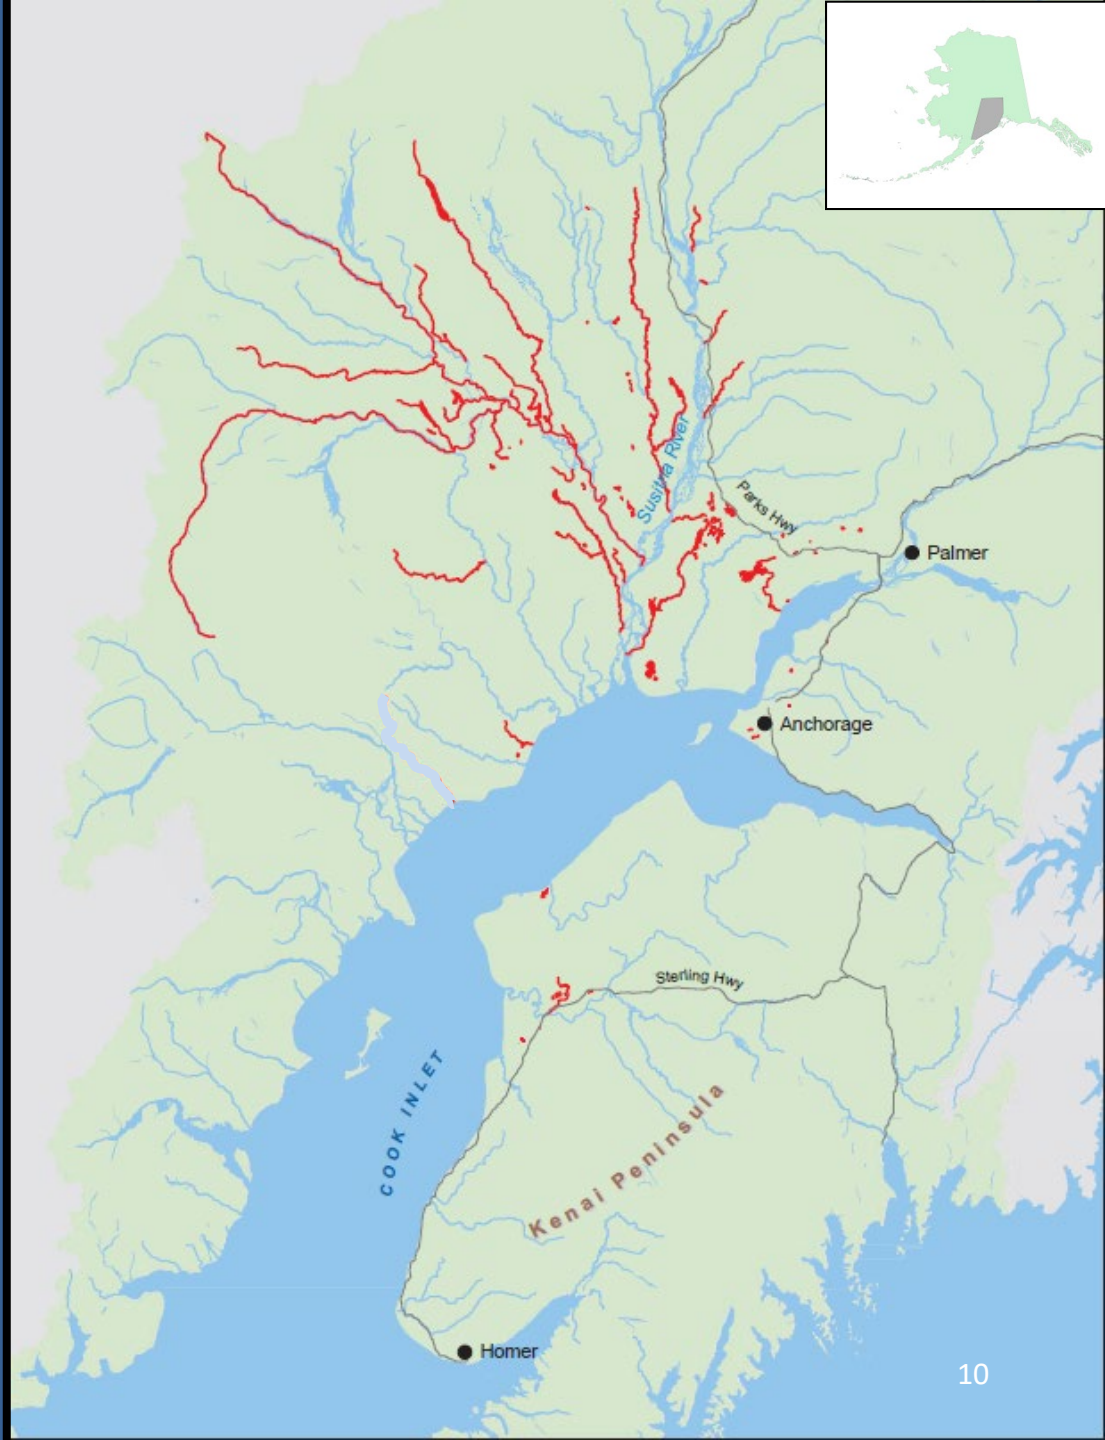 Susitna River
Parks Hwy
Palmer
Anchorage
Sterling Hwy
COOK INLET
Kenai Peninsula
Homer
10